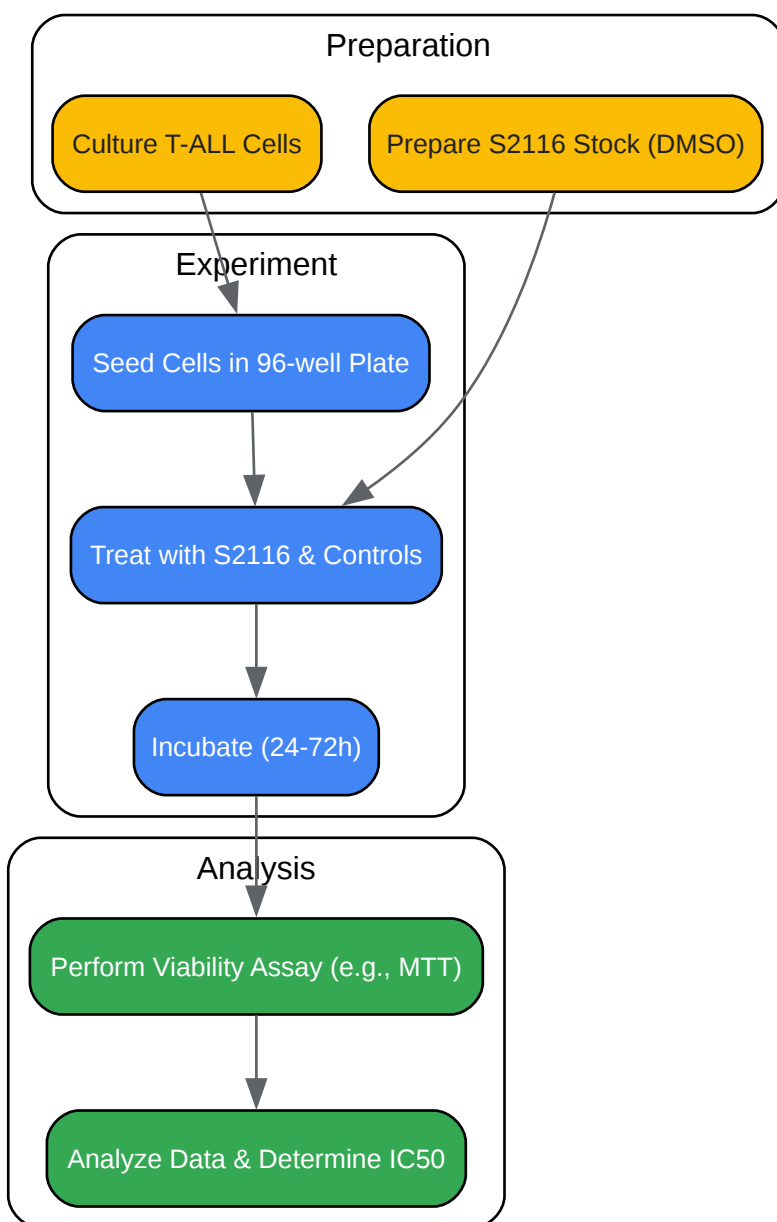 Preparation
Culture T-ALL Cells
Prepare S2116 Stock (DMSO)
Experiment
Seed Cells in 96-well Plate
Treat with S2116 & Controls
Incubate (24-72h)
Analysis
Perform Viability Assay (e.g., MTT)
Analyze Data & Determine IC50